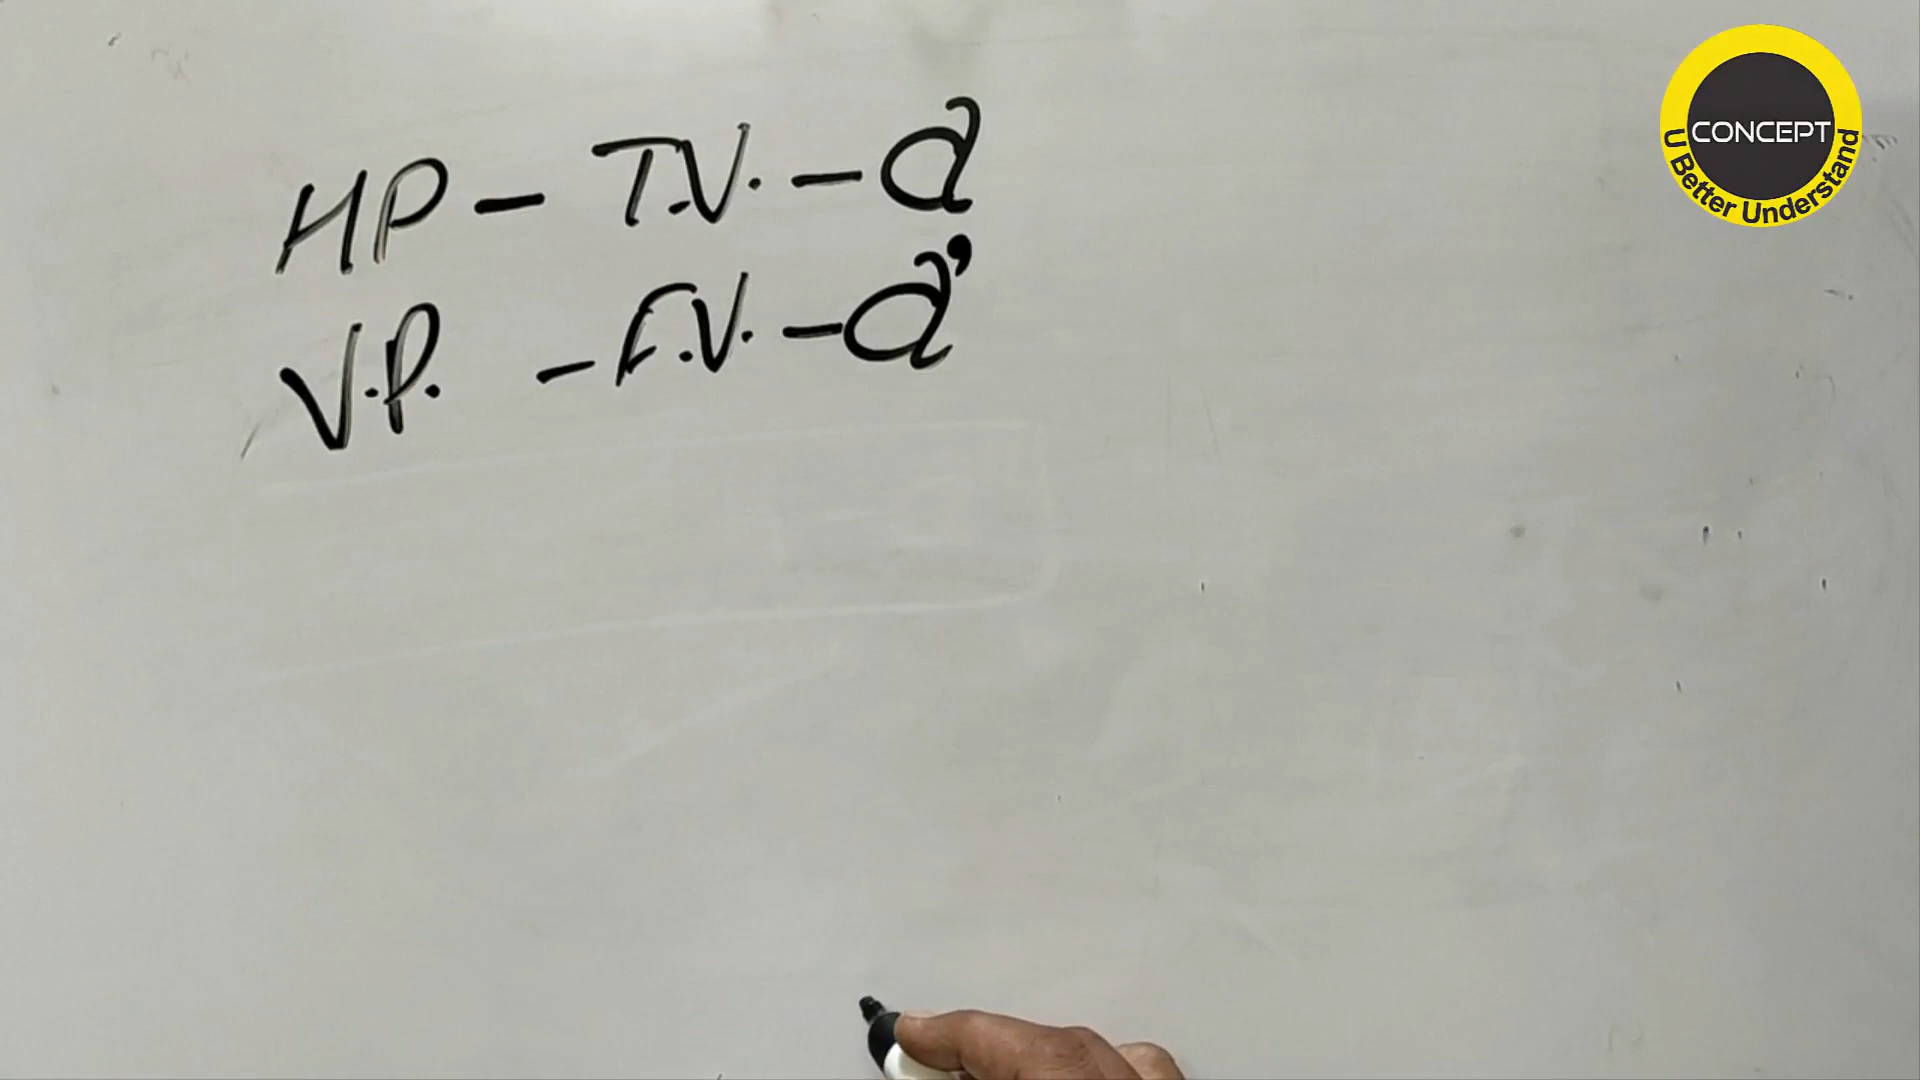 HP - T.V. - a
V.P. - F.V. - a'
CONCEPT
U Better Understand